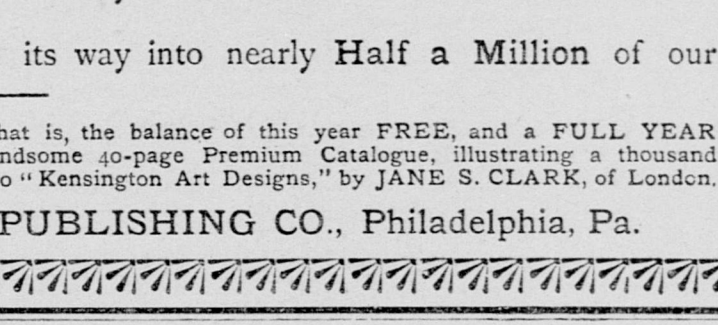 its way into nearly Half a Million of our
hat is, the balance of this year FREE, and a FULL YEAR
ndsome 40-page Premium Catalogue, illustrating a thousand
o "Kensington Art Designs," by JANE S. CLARK, of London.
PUBLISHING CO., Philadelphia, Pa.